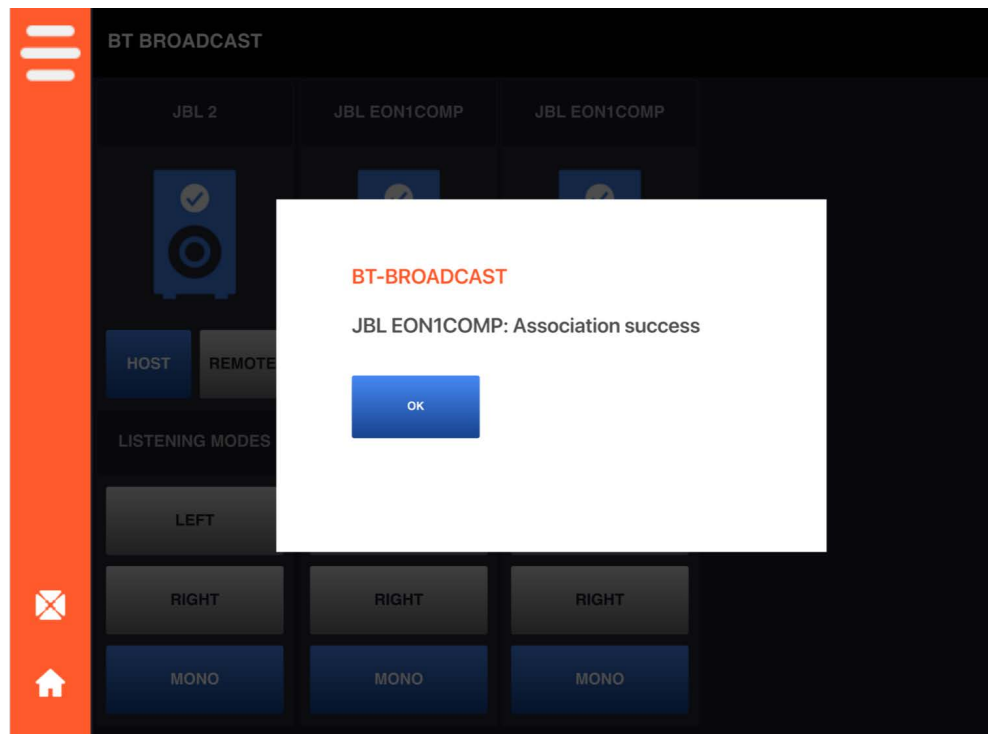 BT BROADCAST
JBL 2
JBL EON1COMP
JBL EON1COMP
BT-BROADCAST
JBL EON1COMP: Association success
OK
HOST
REMOTE
LISTENING MODES
LEFT
RIGHT
RIGHT
RIGHT
MONO
MONO
MONO